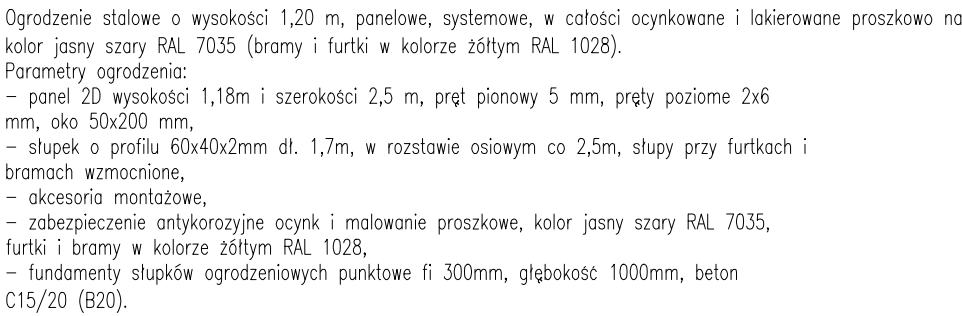 Ogrodzenie stalowe o wysokości 1,20 m, panelowe, systemowe, w całości ocynkowane i lakierowane proszkowo na
kolor jasny szary RAL 7035 (bramy i furtki w kolorze żółtym RAL 1028).
Parametry ogrodzenia:
– panel 2D wysokości 1,18m i szerokości 2,5 m, pręt pionowy 5 mm, pręty poziome 2x6
mm, oko 50x200 mm,
– słupek o profilu 60x40x2mm dł. 1,7m, w rozstawie osiowym co 2,5m, słupy przy furtkach i
bramach wzmocnione,
– akcesoria montażowe,
– zabezpieczenie antykorozyjne ocynk i malowanie proszkowe, kolor jasny szary RAL 7035,
furtki i bramy w kolorze żółtym RAL 1028,
– fundamenty słupków ogrodzeniowych punktowe fi 300mm, głębokość 1000mm, beton
C15/20 (B20).